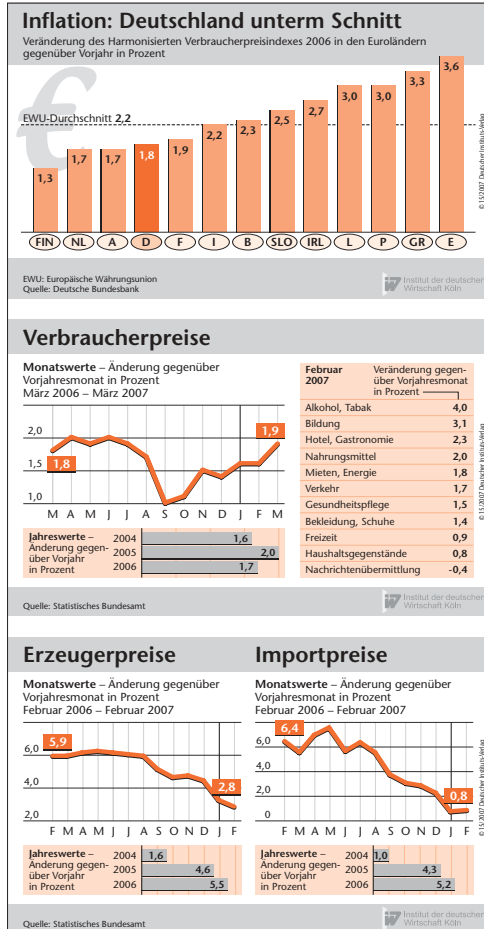 Inflation: Deutschland unterm Schnitt
Veränderung des Harmonisierten Verbraucherpreisindexes 2006 in den Euroländern
gegenüber Vorjahr in Prozent
€
EWU-Durchschnitt 2,2
1,3 1,7 1,7 1,8 1,9 2,2 2,3 2,5 2,7 3,0 3,0 3,3 3,6
FIN NL A D F I B SLO IRL L P GR E
© 15/2007 Deutscher Instituts-Verlag
EWU: Europäische Währungsunion
Quelle: Deutsche Bundesbank
iw Institut der deutschen
Wirtschaft Köln
Verbraucherpreise
Monatswerte – Änderung gegenüber
Vorjahresmonat in Prozent
März 2006 – März 2007
2,0
1,5
1,0
1,8
1,9
M A M J J A S O N D J F M
Jahreswerte –
Änderung gegen-
über Vorjahr
in Prozent
2004 1,6
2005 2,0
2006 1,7
Februar
2007
Veränderung gegen-
über Vorjahresmonat
in Prozent
Alkohol, Tabak 4,0
Bildung 3,1
Hotel, Gastronomie 2,3
Nahrungsmittel 2,0
Mieten, Energie 1,8
Verkehr 1,7
Gesundheitspflege 1,5
Bekleidung, Schuhe 1,4
Freizeit 0,9
Haushaltsgegenstände 0,8
Nachrichtenübermittlung -0,4
© 15/2007 Deutscher Instituts-Verlag
Quelle: Statistisches Bundesamt
iw Institut der deutschen
Wirtschaft Köln
Erzeugerpreise
Monatswerte – Änderung gegenüber
Vorjahresmonat in Prozent
Februar 2006 – Februar 2007
6,0
4,0
2,0
5,9
2,8
F M A M J J A S O N D J F
Jahreswerte –
Änderung gegen-
über Vorjahr
in Prozent
2004 1,6
2005 4,6
2006 5,5
Importpreise
Monatswerte – Änderung gegenüber
Vorjahresmonat in Prozent
Februar 2006 – Februar 2007
6,0
4,0
2,0
0
6,4
0,8
F M A M J J A S O N D J F
Jahreswerte –
Änderung gegen-
über Vorjahr
in Prozent
2004 1,0
2005 4,3
2006 5,2
© 15/2007 Deutscher Instituts-Verlag
Quelle: Statistisches Bundesamt
iw Institut der deutschen
Wirtschaft Köln